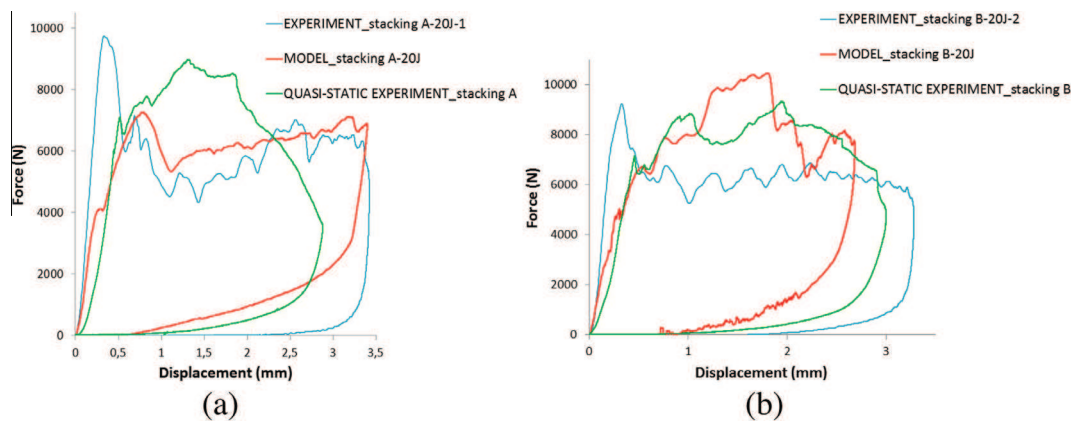 EXPERIMENT_stacking A-20J-1
MODEL_stacking A-20J
QUASI-STATIC EXPERIMENT_stacking A
10000
8000
6000
4000
2000
0
Force (N)
0 0,5 1 1,5 2 2,5 3 3,5
Displacement (mm)
(a)
EXPERIMENT_stacking B-20J-2
MODEL_stacking B-20J
QUASI-STATIC EXPERIMENT_stacking B
10000
8000
6000
4000
2000
0
Force (N)
0 1 2 3
Displacement (mm)
(b)